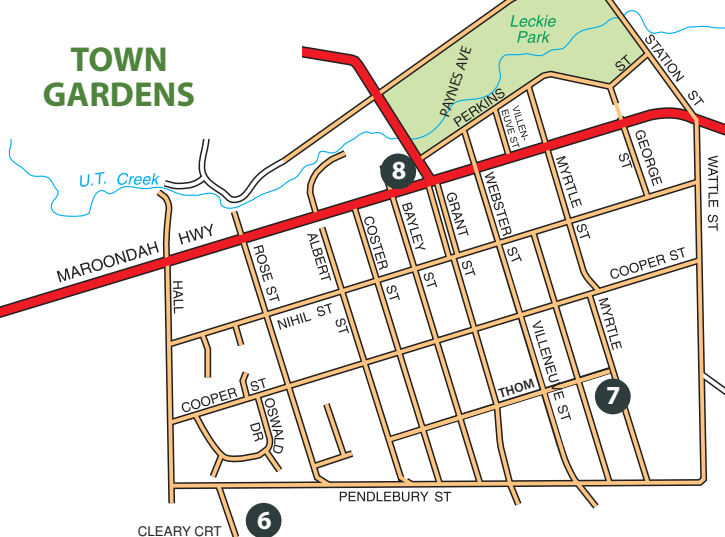 TOWN
GARDENS
Leckie
Park
PAYNES AVE
PERKINS
ST
STATION ST
VILLEN-
EUVE ST
8
U.T. Creek
MAROONDAH HWY
GEORGE
ST
WATTLE ST
MYRTLE
ST
WEBSTER
ST
GRANT
ST
BAYLEY
ST
COSTER
ST
ALBERT
ST
ROSE ST
HALL
NIHIL ST
COOPER ST
MYRTLE
VILLENEUVE ST
THOM
7
COOPER ST
OSWALD
DR
PENDLEBURY ST
6
CLEARY CRT